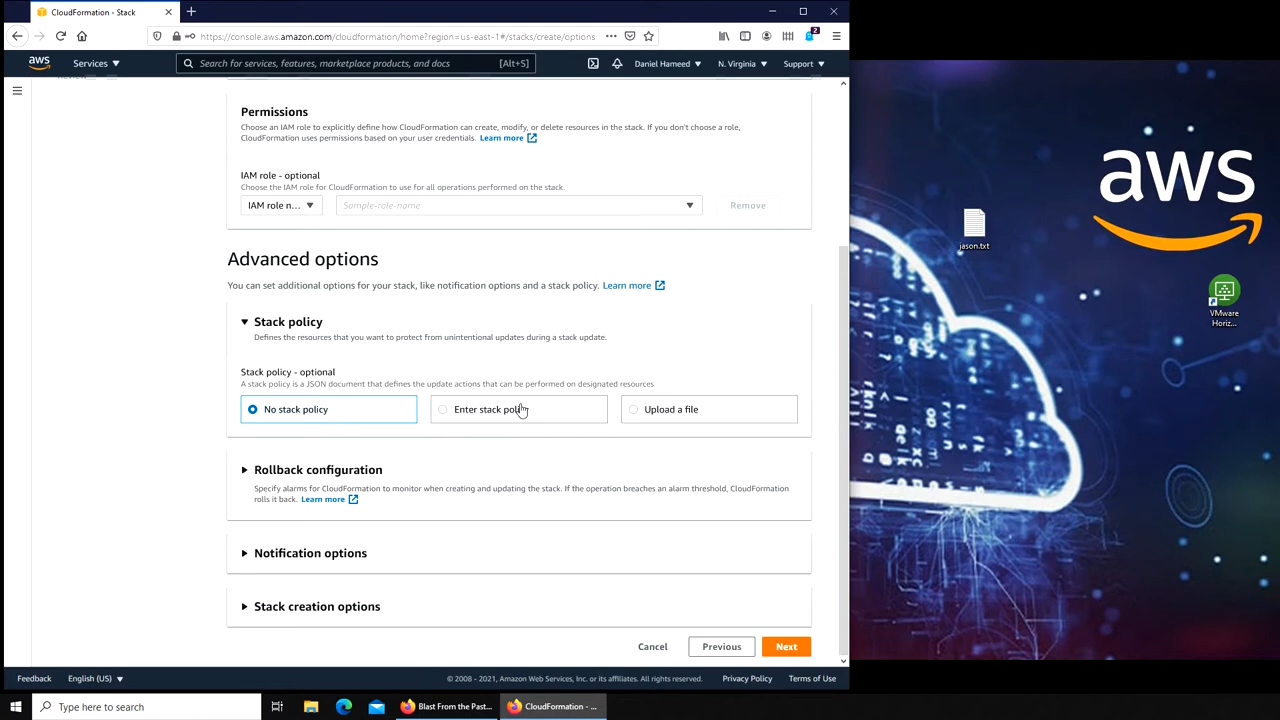 CloudFormation - Stack
https://console.aws.amazon.com/cloudformation/home?region=us-east-1#/stacks/create/options
2
aws
Services
Search for services, features, marketplace products, and docs
[Alt+S]
Daniel Hameed
N. Virginia
Support
Permissions
Choose an IAM role to explicitly define how CloudFormation can create, modify, or delete resources in the stack. If you don't choose a role,
CloudFormation uses permissions based on your user credentials. Learn more
IAM role - optional
Choose the IAM role for CloudFormation to use for all operations performed on the stack.
IAM role n...
Sample-role-name
Remove
Advanced options
You can set additional options for your stack, like notification options and a stack policy. Learn more
Stack policy
Defines the resources that you want to protect from unintentional updates during a stack update.
Stack policy - optional
A stack policy is a JSON document that defines the update actions that can be performed on designated resources
No stack policy
Enter stack policy
Upload a file
Rollback configuration
Specify alarms for CloudFormation to monitor when creating and updating the stack. If the operation breaches an alarm threshold, CloudFormation
rolls it back. Learn more
Notification options
Stack creation options
Cancel
Previous
Next
Feedback
English (US)
© 2008 - 2021, Amazon Web Services, Inc. or its affiliates. All rights reserved.
Privacy Policy
Terms of Use
aws
jason.txt
VMware
Horiz...
Type here to search
Blast From the Past...
CloudFormation - ...